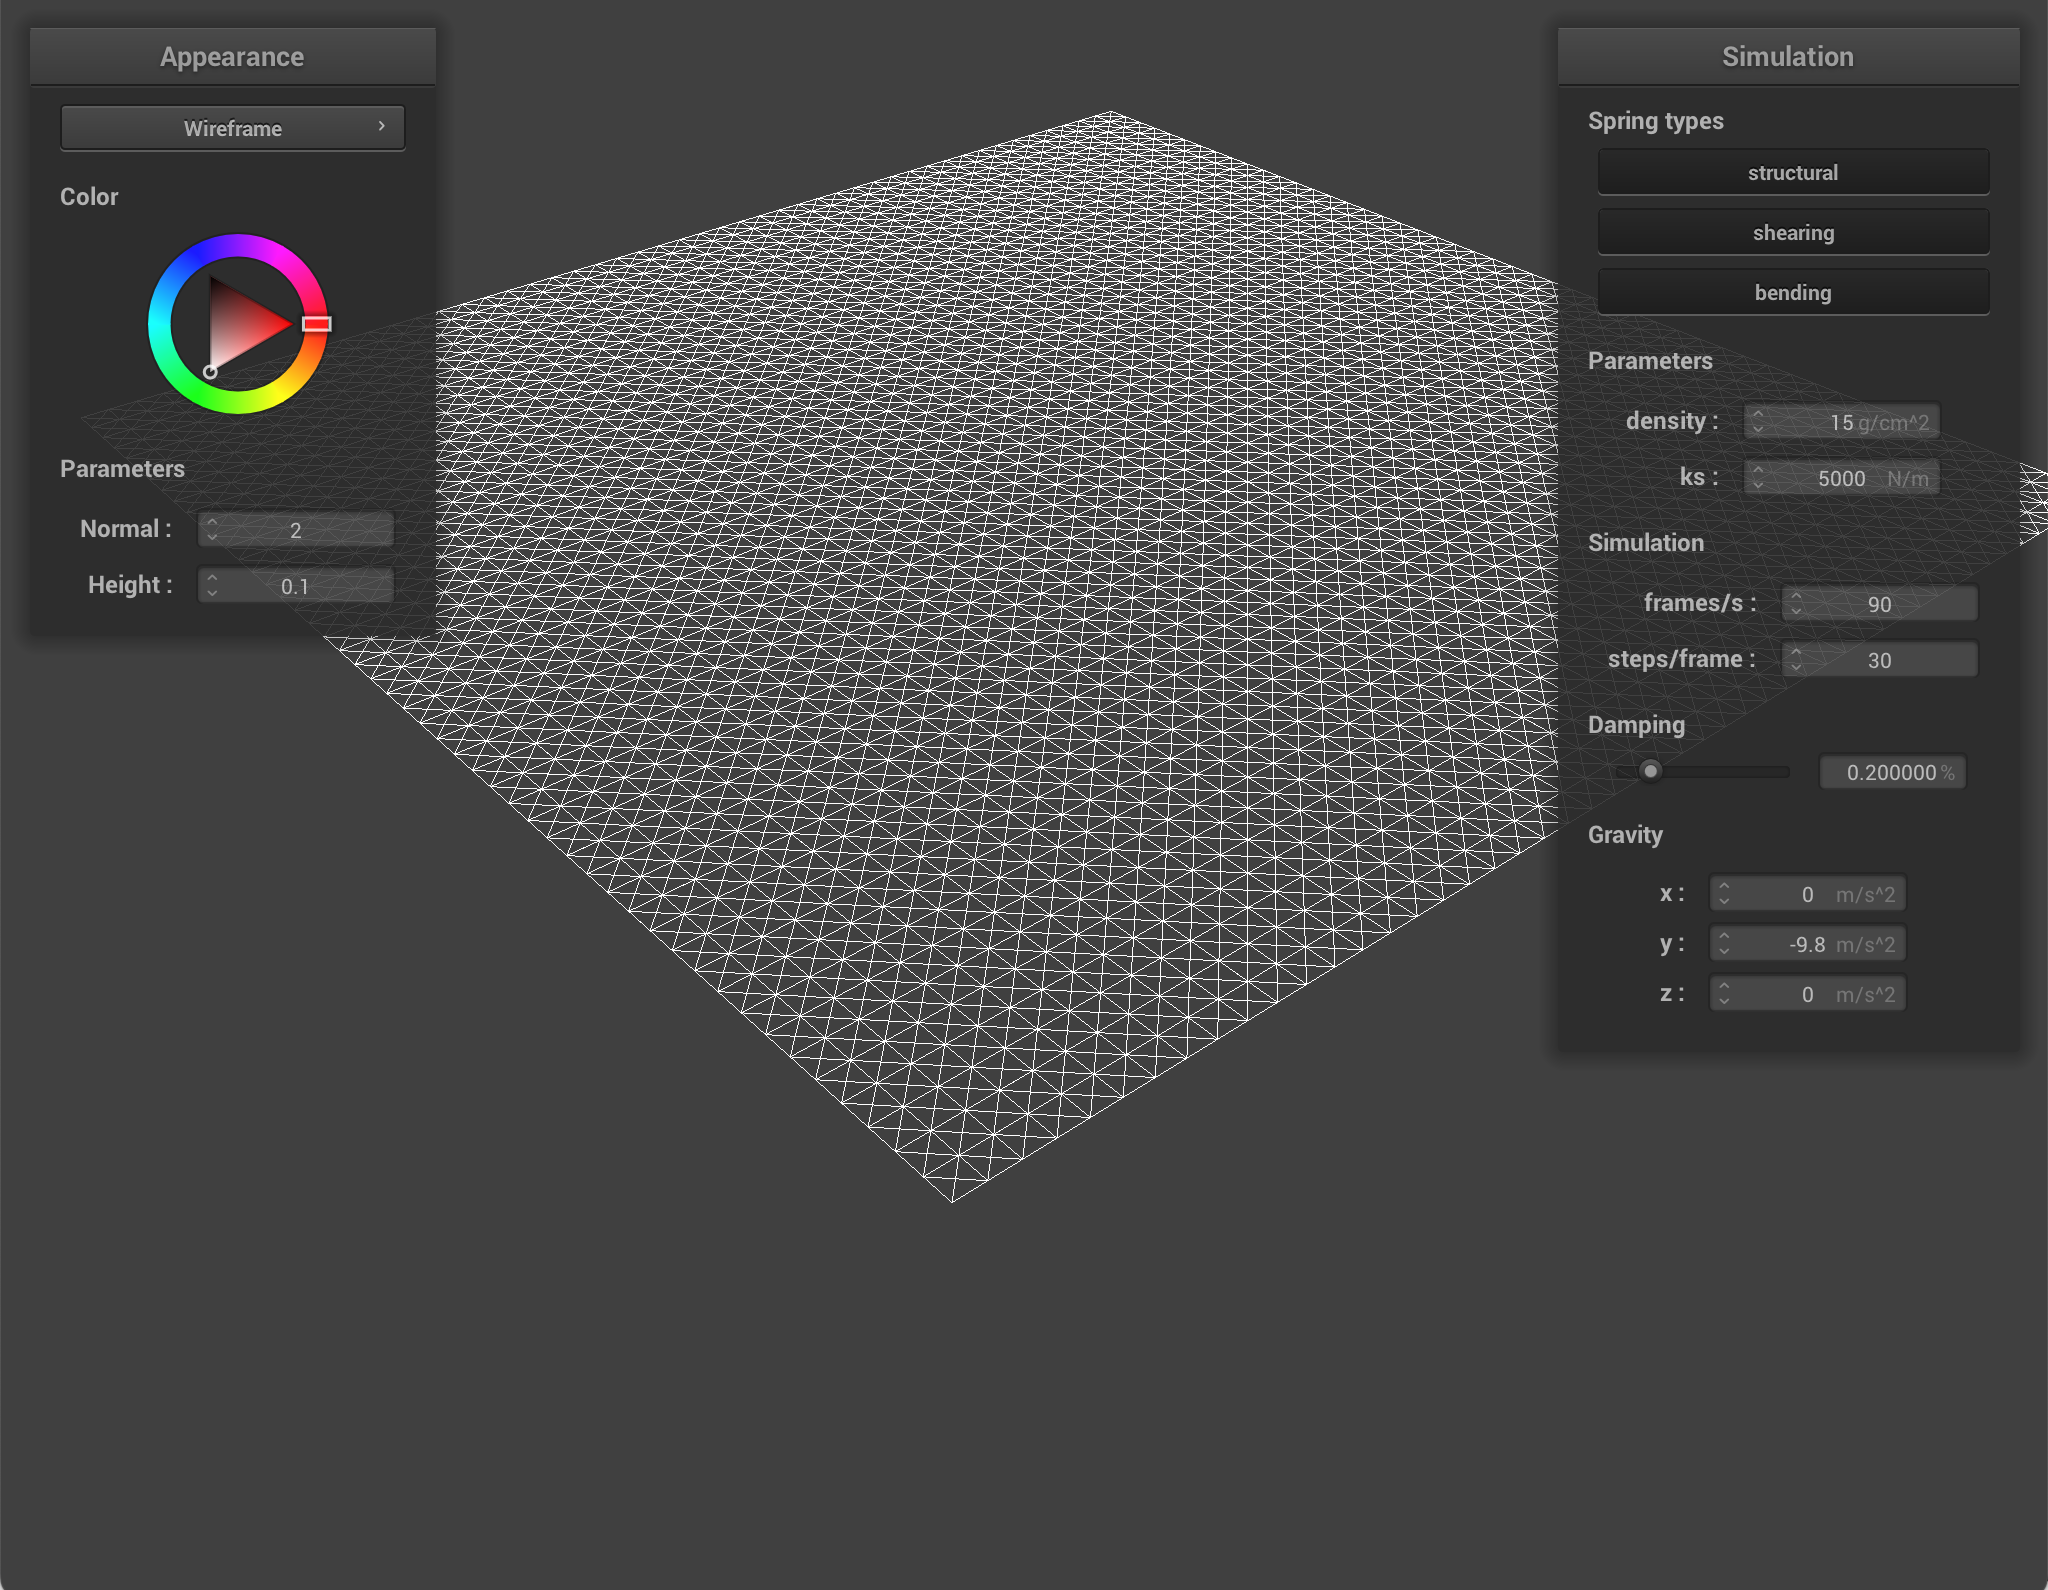 Appearance
Wireframe
Color
Parameters
Normal : 2
Height : 0.1
Simulation
Spring types
structural
shearing
bending
Parameters
density : 15 g/cm^2
ks : 5000 N/m
Simulation
frames/s : 90
steps/frame : 30
Damping
0.200000 %
Gravity
x : 0 m/s^2
y : -9.8 m/s^2
z : 0 m/s^2